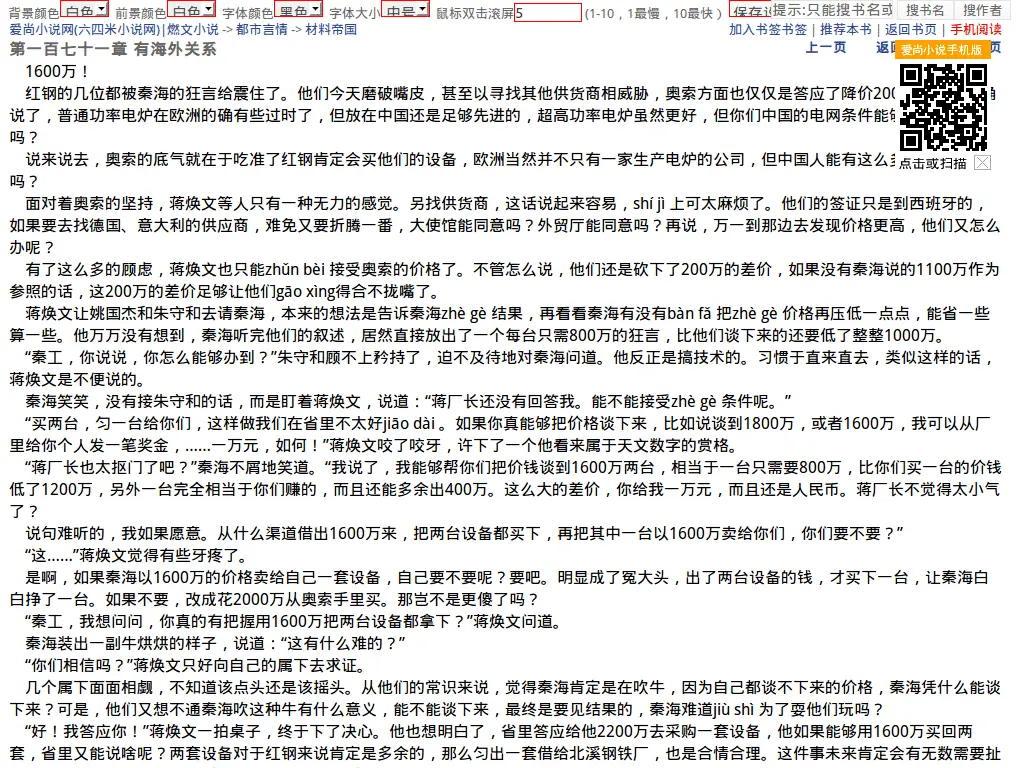 背景颜色 白色 前景颜色 白色 字体颜色 黑色 字体大小 中号 鼠标双击滚屏 5 (1-10，1最慢，10最快） 保存 提示:只能搜书名或 搜书名 搜作者
爱尚小说网(六四米小说网)|燃文小说 -> 都市言情 -> 材料帝国 加入书签书签 | 推荐本书 | 返回书页 | 手机阅读
第一百七十一章 有海外关系 上一页 返回 页
爱尚小说手机版
1600万！
红钢的几位都被秦海的狂言给震住了。他们今天磨破嘴皮，甚至以寻找其他供货商相威胁，奥索方面也仅仅是答应了降价200
说了，普通功率电炉在欧洲的确有些过时了，但放在中国还是足够先进的，超高功率电炉虽然更好，但你们中国的电网条件能
吗？
说来说去，奥索的底气就在于吃准了红钢肯定会买他们的设备，欧洲当然并不只有一家生产电炉的公司，但中国人能有这么
点击或扫描
吗？
面对着奥索的坚持，蒋焕文等人只有一种无力的感觉。另找供货商，这话说起来容易，shí jì 上可太麻烦了。他们的签证只是到西班牙的，
如果要去找德国、意大利的供应商，难免又要折腾一番，大使馆能同意吗？外贸厅能同意吗？再说，万一到那边去发现价格更高，他们又怎么
办呢？
有了这么多的顾虑，蒋焕文也只能zhǔn bèi 接受奥索的价格了。不管怎么说，他们还是砍下了200万的差价，如果没有秦海说的1100万作为
参照的话，这200万的差价足够让他们gāo xìng得合不拢嘴了。
蒋焕文让姚国杰和朱守和去请秦海，本来的想法是告诉秦海zhè gè 结果，再看看秦海有没有bàn fǎ 把zhè gè 价格再压低一点点，能省一些
算一些。他万万没有想到，秦海听完他们的叙述，居然直接放出了一个每台只需800万的狂言，比他们谈下来的还要低了整整1000万。
“秦工，你说说，你怎么能够办到？”朱守和顾不上矜持了，迫不及待地对秦海问道。他反正是搞技术的。习惯于直来直去，类似这样的话，
蒋焕文是不便说的。
秦海笑笑，没有接朱守和的话，而是盯着蒋焕文，说道：“蒋厂长还没有回答我。能不能接受zhè gè 条件呢。”
“买两台，匀一台给你们，这样做我们在省里不太好jiāo dài 。如果你真能够把价格谈下来，比如说谈到1800万，或者1600万，我可以从厂
里给你个人发一笔奖金，……一万元，如何！”蒋焕文咬了咬牙，许下了一个他看来属于天文数字的赏格。
“蒋厂长也太抠门了吧？”秦海不屑地笑道。“我说了，我能够帮你们把价钱谈到1600万两台，相当于一台只需要800万，比你们买一台的价钱
低了1200万，另外一台完全相当于你们赚的，而且还能多余出400万。这么大的差价，你给我一万元，而且还是人民币。蒋厂长不觉得太小气
了？
说句难听的，我如果愿意。从什么渠道借出1600万来，把两台设备都买下，再把其中一台以1600万卖给你们，你们要不要？”
“这……”蒋焕文觉得有些牙疼了。
是啊，如果秦海以1600万的价格卖给自己一套设备，自己要不要呢？要吧。明显成了冤大头，出了两台设备的钱，才买下一台，让秦海白
白挣了一台。如果不要，改成花2000万从奥索手里买。那岂不是更傻了吗？
“秦工，我想问问，你真的有把握用1600万把两台设备都拿下？”蒋焕文问道。
秦海装出一副牛烘烘的样子，说道：“这有什么难的？”
“你们相信吗？”蒋焕文只好向自己的属下去求证。
几个属下面面相觑，不知道该点头还是该摇头。从他们的常识来说，觉得秦海肯定是在吹牛，因为自己都谈不下来的价格，秦海凭什么能谈
下来？可是，他们又想不通秦海吹这种牛有什么意义，能不能谈下来，最终是要见结果的，秦海难道jiù shì 为了耍他们玩吗？
“好！我答应你！”蒋焕文一拍桌子，终于下了决心。他也想明白了，省里答应给他2200万去采购一套设备，他如果能够用1600万买回两
套，省里又能说啥呢？两套设备对于红钢来说肯定是多余的，那么匀出一套借给北溪钢铁厂，也是合情合理。这件事未来肯定会有无数需要扯